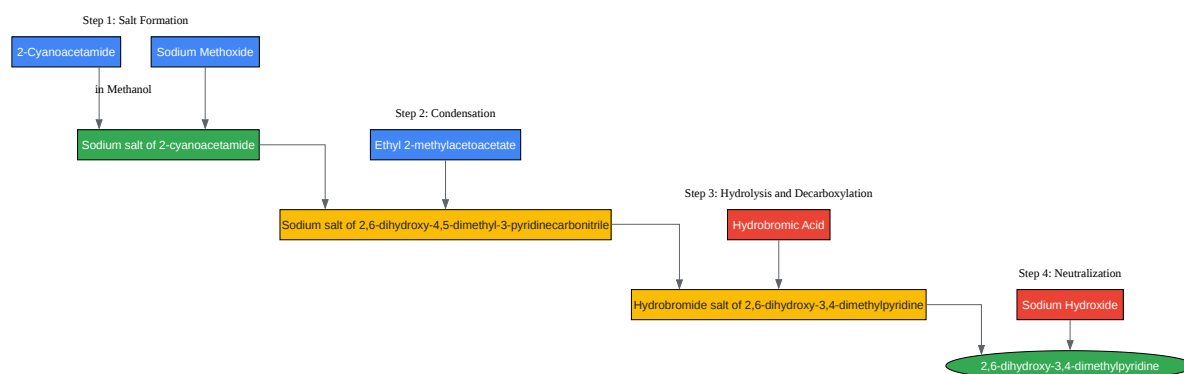 Step 1: Salt Formation
2-Cyanoacetamide
Sodium Methoxide
in Methanol
Step 2: Condensation
Sodium salt of 2-cyanoacetamide
Ethyl 2-methylacetoacetate
Step 3: Hydrolysis and Decarboxylation
Sodium salt of 2,6-dihydroxy-4,5-dimethyl-3-pyridinecarbonitrile
Hydrobromic Acid
Step 4: Neutralization
Hydrobromide salt of 2,6-dihydroxy-3,4-dimethylpyridine
Sodium Hydroxide
2,6-dihydroxy-3,4-dimethylpyridine